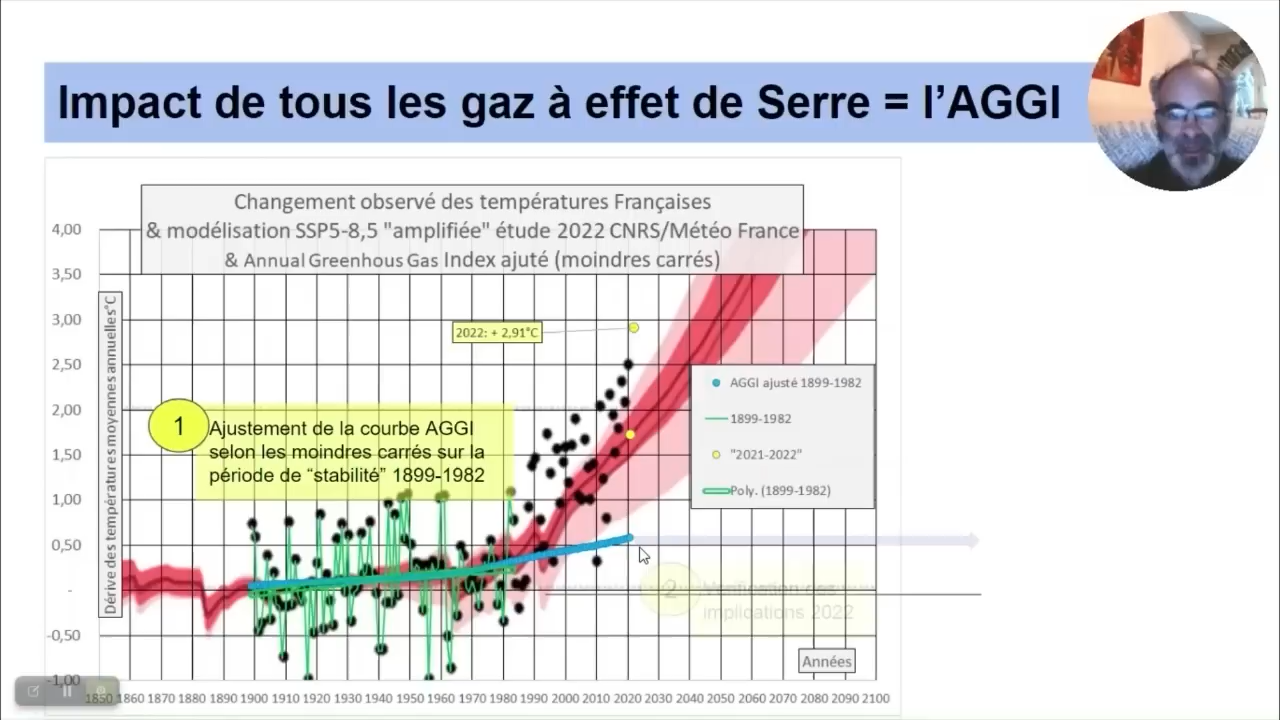 Impact de tous les gaz à effet de Serre = l’AGGI
Changement observé des températures Françaises
& modélisation SSP5-8,5 "amplifiée" étude 2022 CNRS/Météo France
& Annual Greenhous Gas Index ajuté (moindres carrés)
4,00
3,50
3,00
2,50
2,00
1,50
1,00
0,50
-
-0,50
-1,00
Dérive des températures moyennes annuelles°C
2022: + 2,91°C
1
Ajustement de la courbe AGGI
selon les moindres carrés sur la
période de “stabilité” 1899-1982
AGGI ajusté 1899-1982
1899-1982
"2021-2022"
Poly. (1899-1982)
2
Vérification des
implications 2022
Années
1850 1860 1870 1880 1890 1900 1910 1920 1930 1940 1950 1960 1970 1980 1990 2000 2010 2020 2030 2040 2050 2060 2070 2080 2090 2100